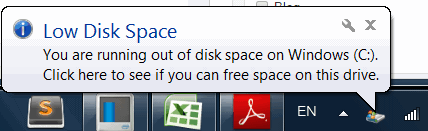 Low Disk Space
You are running out of disk space on Windows (C:).
Click here to see if you can free space on this drive.
EN